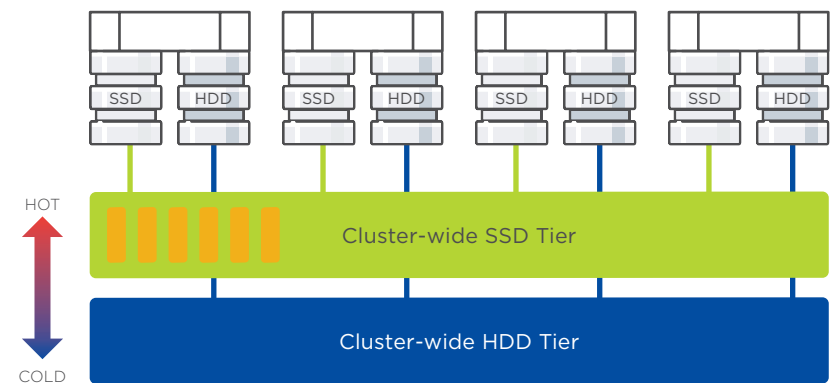 SSD HDD SSD HDD SSD HDD SSD HDD
HOT
Cluster-wide SSD Tier
Cluster-wide HDD Tier
COLD